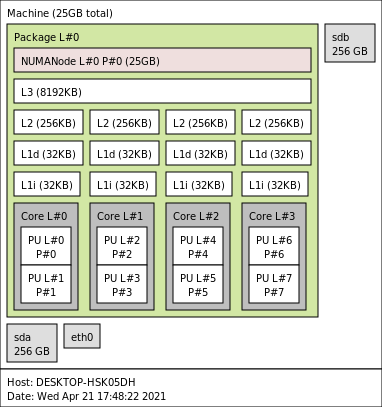 Machine (25GB total)
Package L#0
sdb
256 GB
NUMANode L#0 P#0 (25GB)
L3 (8192KB)
L2 (256KB) L2 (256KB) L2 (256KB) L2 (256KB)
L1d (32KB) L1d (32KB) L1d (32KB) L1d (32KB)
L1i (32KB) L1i (32KB) L1i (32KB) L1i (32KB)
Core L#0 Core L#1 Core L#2 Core L#3
PU L#0 PU L#2 PU L#4 PU L#6
P#0 P#2 P#4 P#6
PU L#1 PU L#3 PU L#5 PU L#7
P#1 P#3 P#5 P#7
sda eth0
256 GB
Host: DESKTOP-HSK05DH
Date: Wed Apr 21 17:48:22 2021